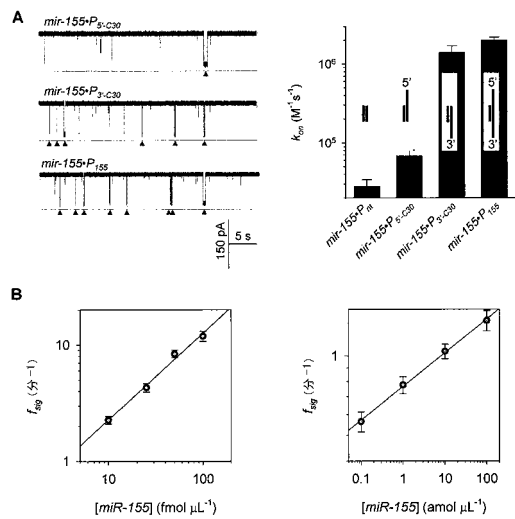 A
mir-155•P5'-C30
mir-155•P3'-C30
mir-155•P155
150 pA
5 s
kon (M-1 s-1)
10^6
10^5
5'
3'
5'
3'
mir-155•Pnt
mir-155•P5'-C30
mir-155•P3'-C30
mir-155•P155
B
fsig (分-1)
10
1
10
100
[miR-155] (fmol μL-1)
fsig (分-1)
1
0.1
1
10
100
[miR-155] (amol μL-1)